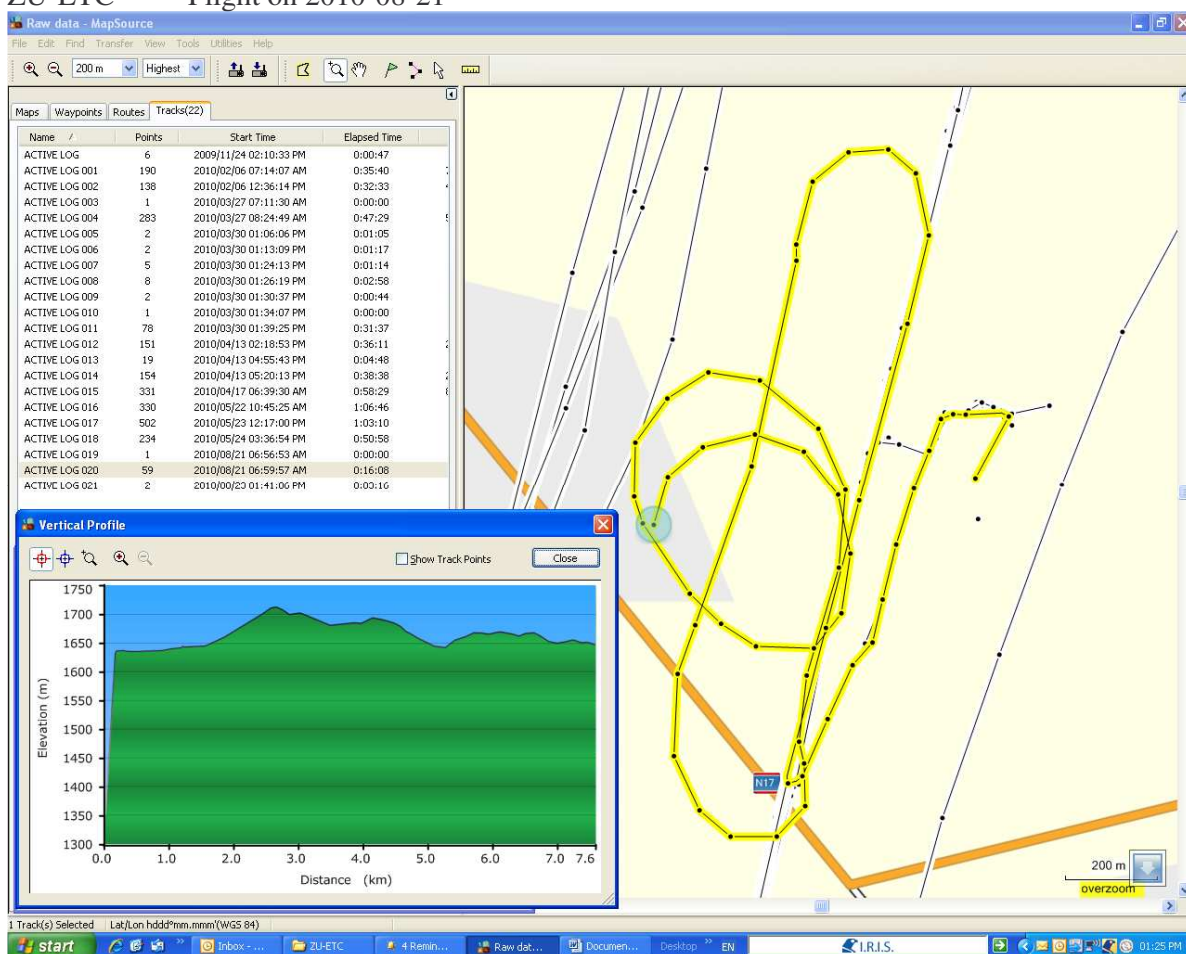 ZU-ETC Flight on 2010-08-21
Raw data - MapSource
File Edit Find Transfer View Tools Utilities Help
200 m Highest
Maps Waypoints Routes Tracks(22)
Name / Points Start Time Elapsed Time
ACTIVE LOG 6 2009/11/24 02:10:33 PM 0:00:47
ACTIVE LOG 001 190 2010/02/06 07:14:07 AM 0:35:40
ACTIVE LOG 002 138 2010/02/06 12:36:14 PM 0:32:33
ACTIVE LOG 003 1 2010/03/27 07:11:30 AM 0:00:00
ACTIVE LOG 004 283 2010/03/27 08:24:49 AM 0:47:29
ACTIVE LOG 005 2 2010/03/30 01:06:06 PM 0:01:05
ACTIVE LOG 006 2 2010/03/30 01:13:09 PM 0:01:17
ACTIVE LOG 007 5 2010/03/30 01:24:13 PM 0:01:14
ACTIVE LOG 008 8 2010/03/30 01:26:19 PM 0:02:58
ACTIVE LOG 009 2 2010/03/30 01:30:37 PM 0:00:44
ACTIVE LOG 010 1 2010/03/30 01:34:07 PM 0:00:00
ACTIVE LOG 011 78 2010/03/30 01:39:25 PM 0:31:37
ACTIVE LOG 012 151 2010/04/13 02:18:53 PM 0:36:11
ACTIVE LOG 013 19 2010/04/13 04:55:43 PM 0:04:48
ACTIVE LOG 014 154 2010/04/13 05:20:13 PM 0:38:38
ACTIVE LOG 015 331 2010/04/17 06:39:30 AM 0:58:29
ACTIVE LOG 016 330 2010/05/22 10:45:25 AM 1:06:46
ACTIVE LOG 017 502 2010/05/23 12:17:00 PM 1:03:10
ACTIVE LOG 018 234 2010/05/24 03:36:54 PM 0:50:58
ACTIVE LOG 019 1 2010/08/21 06:56:53 AM 0:00:00
ACTIVE LOG 020 59 2010/08/21 06:59:57 AM 0:16:08
ACTIVE LOG 021 2 01:41:06 PM 0:03:16
Vertical Profile
Show Track Points Close
1750
1700
1650
1600
1550
1500
1450
1400
1350
1300
Elevation (m)
0.0 1.0 2.0 3.0 4.0 5.0 6.0 7.0 7.6
Distance (km)
N17
200 m
overzoom
1 Track(s) Selected Lat/Lon hddd°mm.mmm'(WGS 84)
start Inbox - ... ZU-ETC 4 Remin... Raw dat... Documen... Desktop » EN I.R.I.S. 01:25 PM